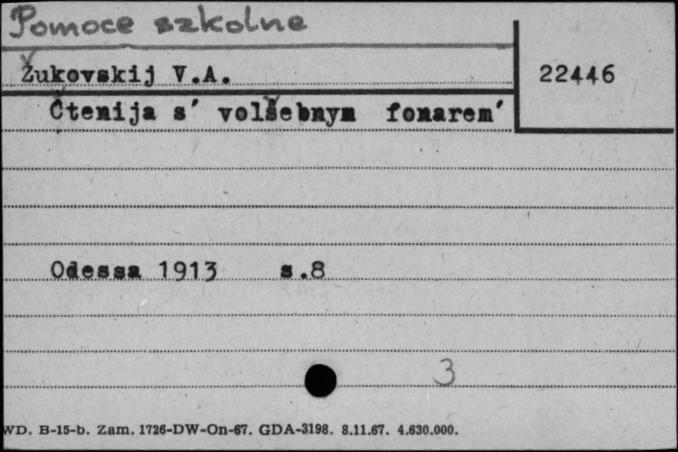 Pomoce szkolne
Žukovskij V.A.
22446
Čtenija s' volšebnym fonarem'
Odessa 1913 s.8
3
WD. B-15-b. Zam. 1726-DW-On-67. GDA-3198. 8.11.67. 4.630.000.